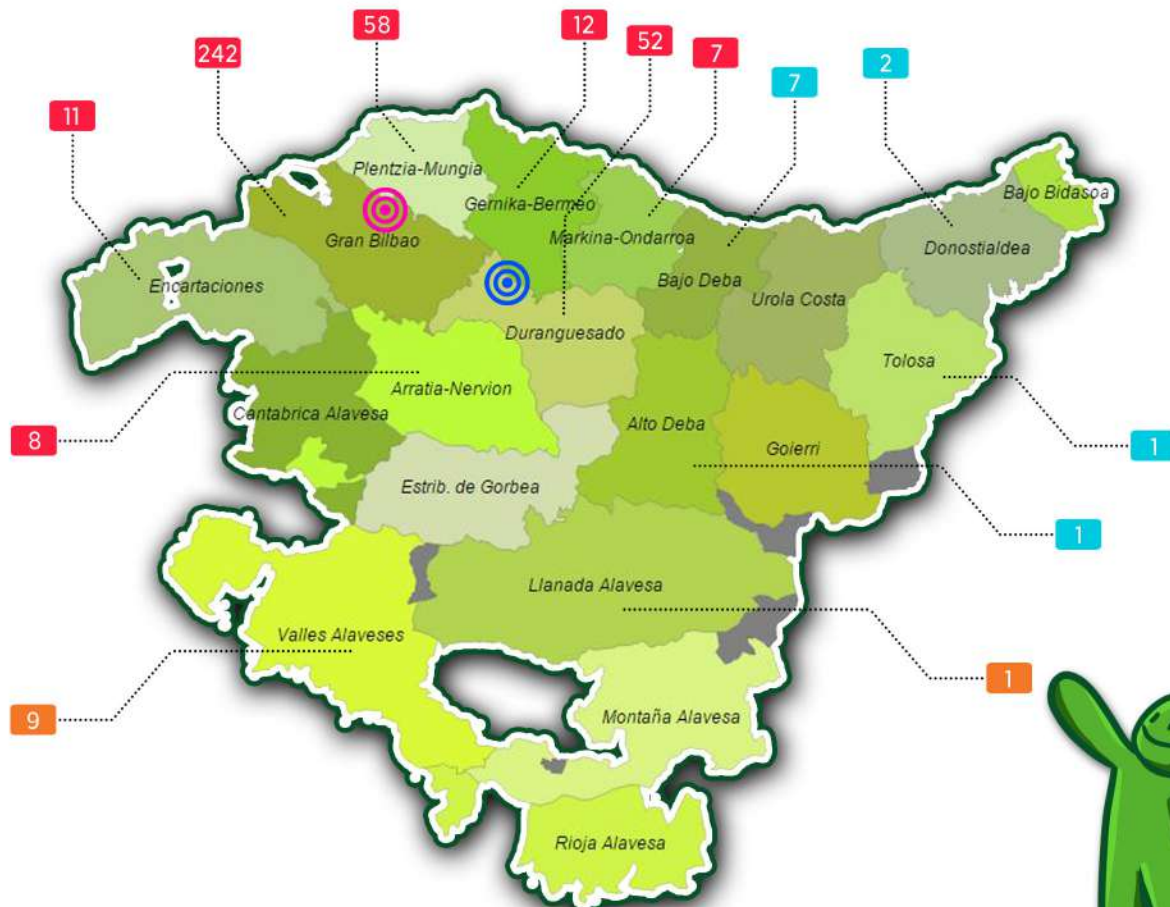 58
12
52
242
7
7
2
11
Plentzia-Mungia
Bajo Bidasoa
Gernika-Bermeo
Markina-Ondarroa
Gran Bilbao
Donostialdea
Encartaciones
Bajo Deba
Urola Costa
Duranguesado
Tolosa
Arratia-Nervion
Cantabrica Alavesa
Alto Deba
8
Goierri
1
Estrib. de Gorbea
1
Llanada Alavesa
Valles Alaveses
1
9
Montaña Alavesa
Rioja Alavesa